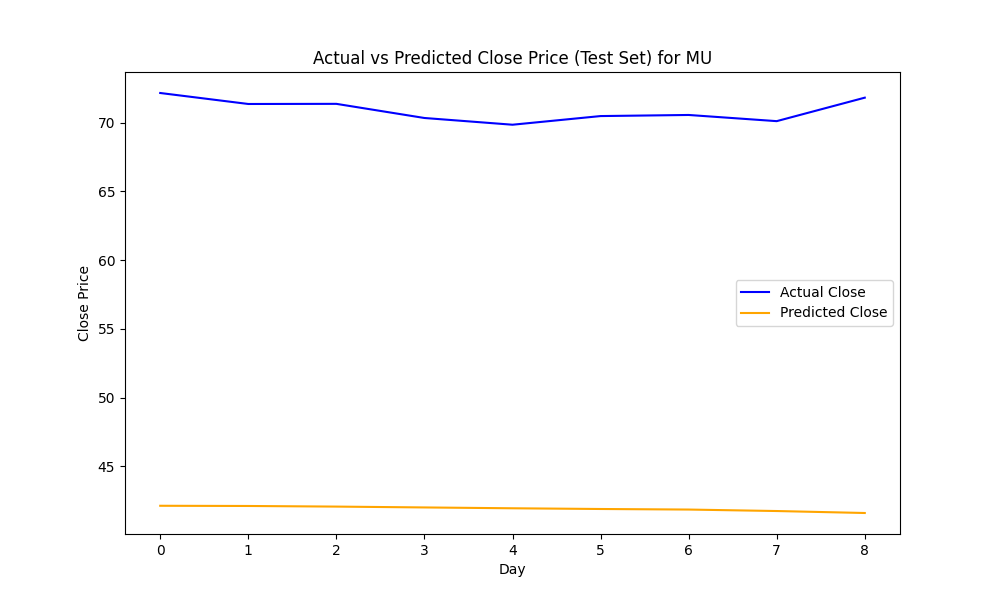 Actual vs Predicted Close Price (Test Set) for MU
70
65
60
55
50
45
Close Price
Actual Close
Predicted Close
0 1 2 3 4 5 6 7 8
Day